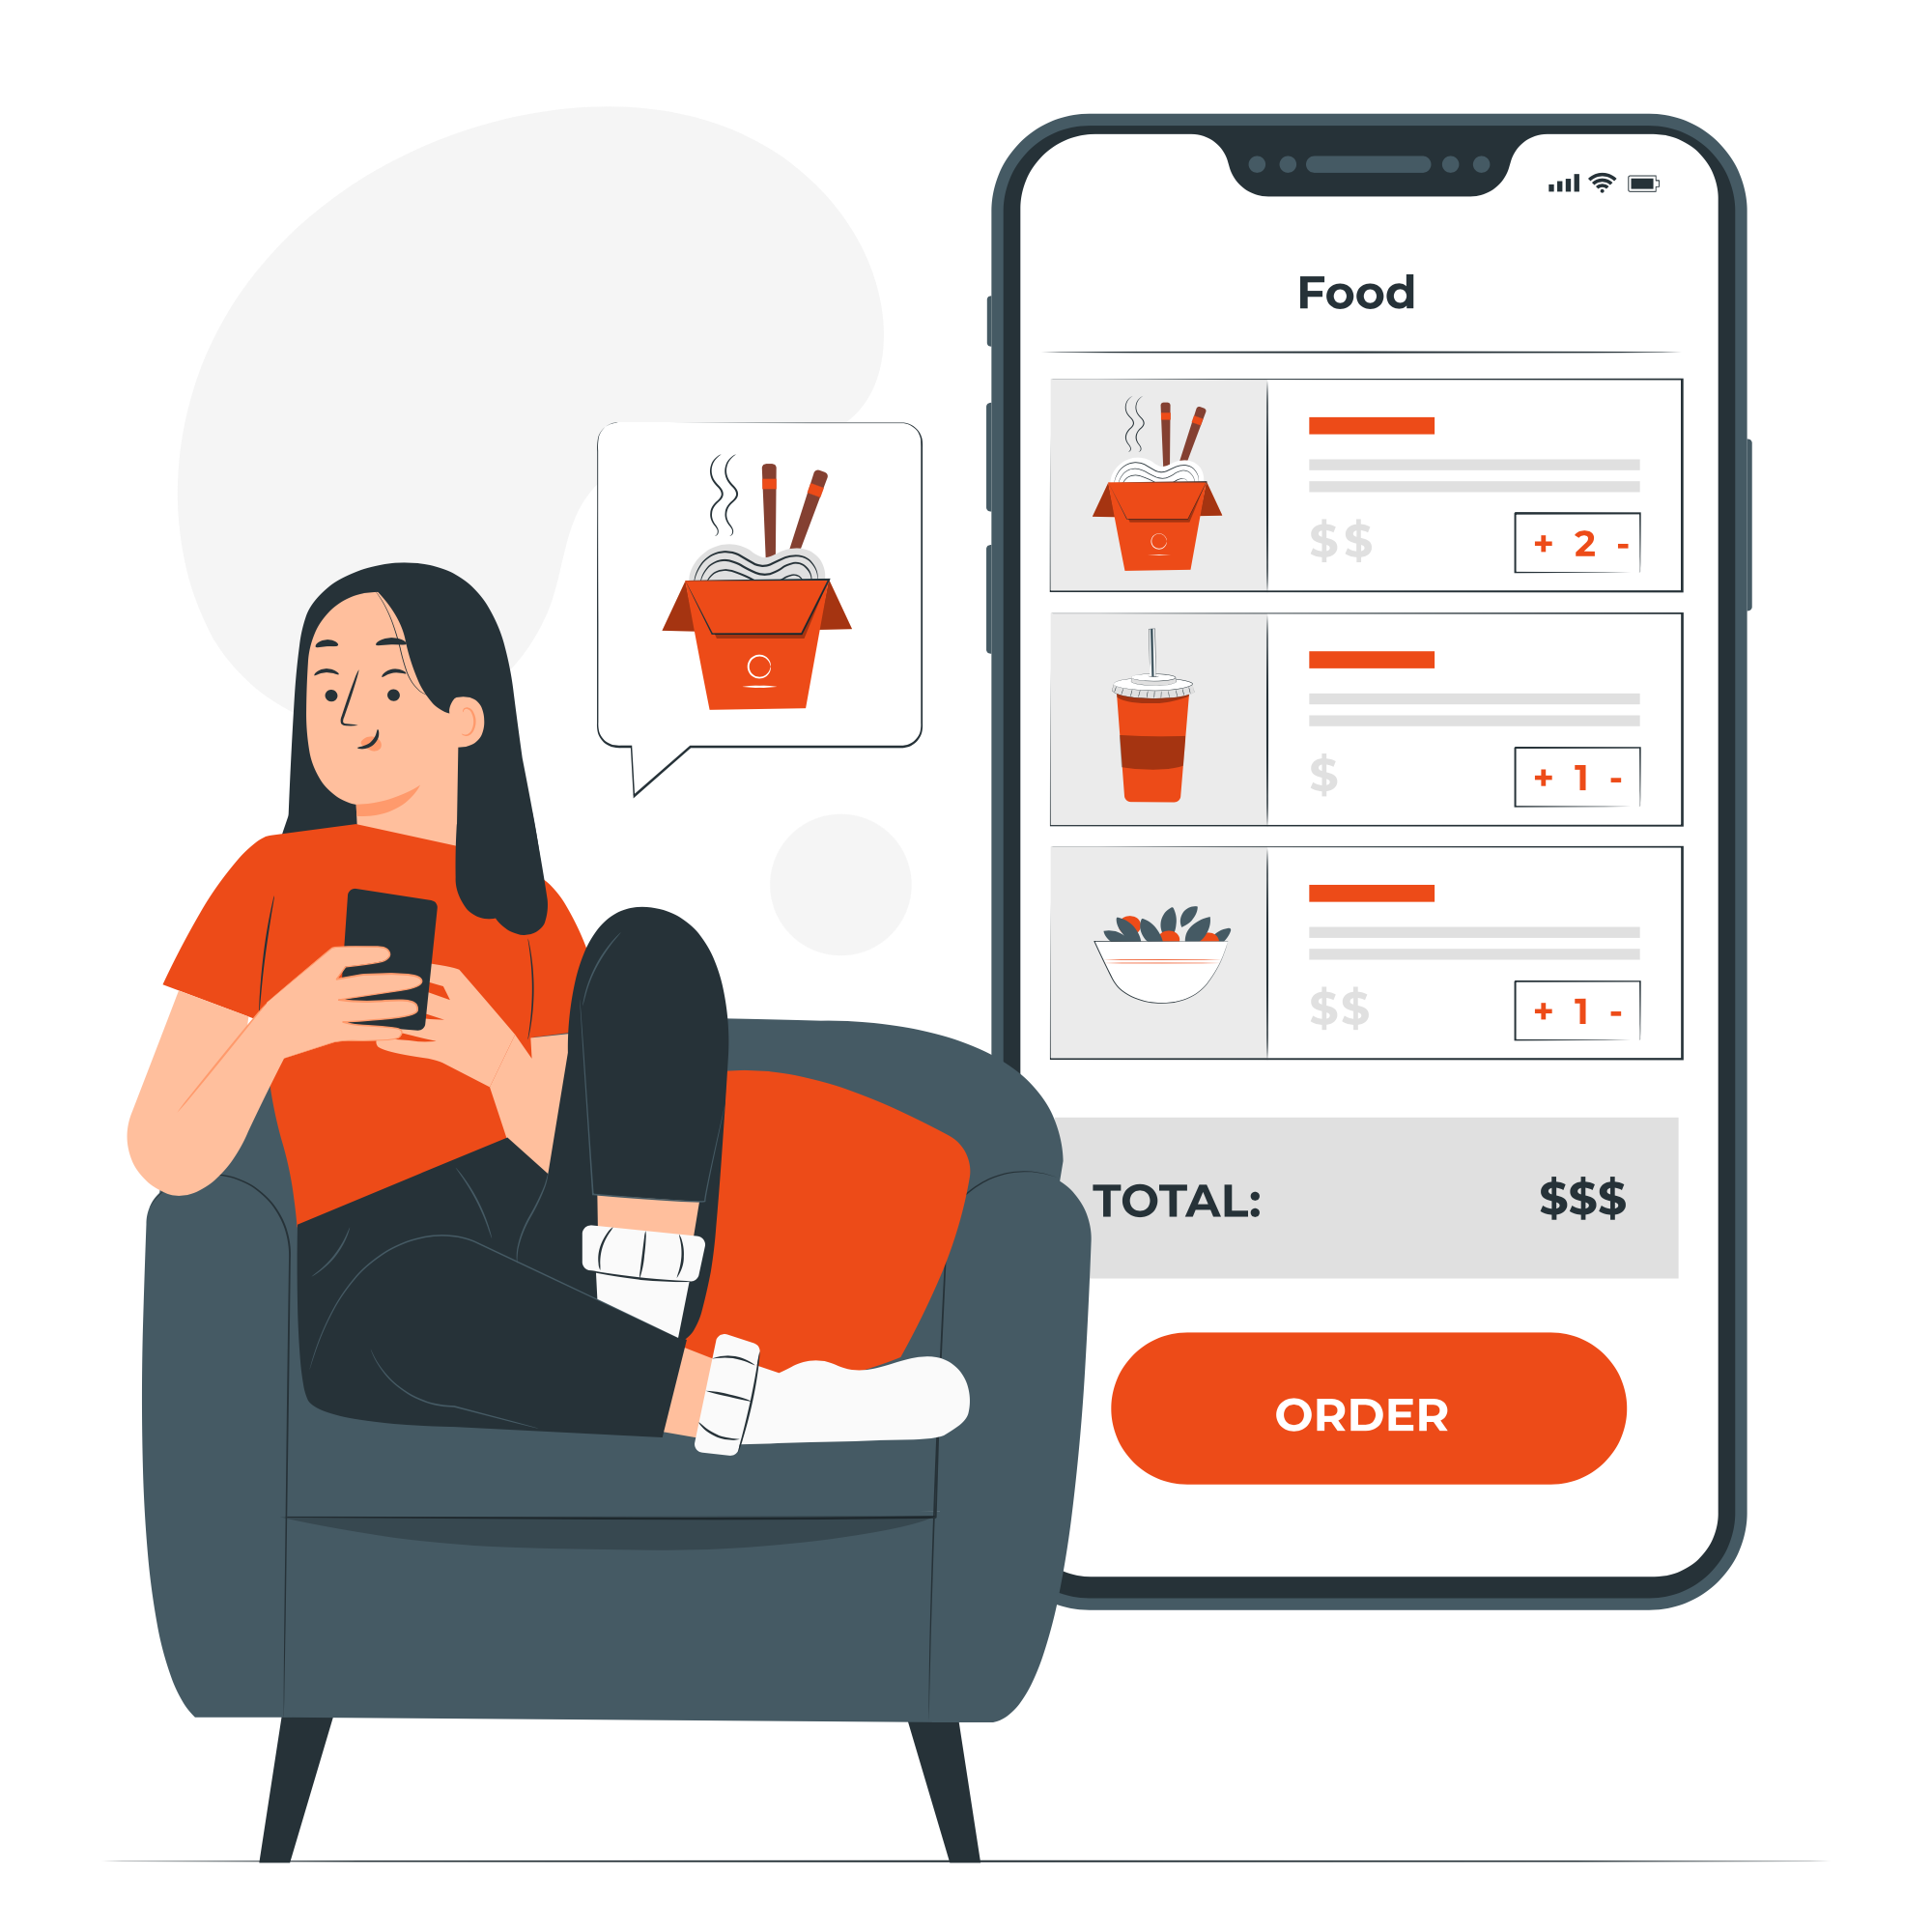 Food
$$
+ 2 -
$
+ 1 -
$$
+ 1 -
TOTAL: $$$
ORDER